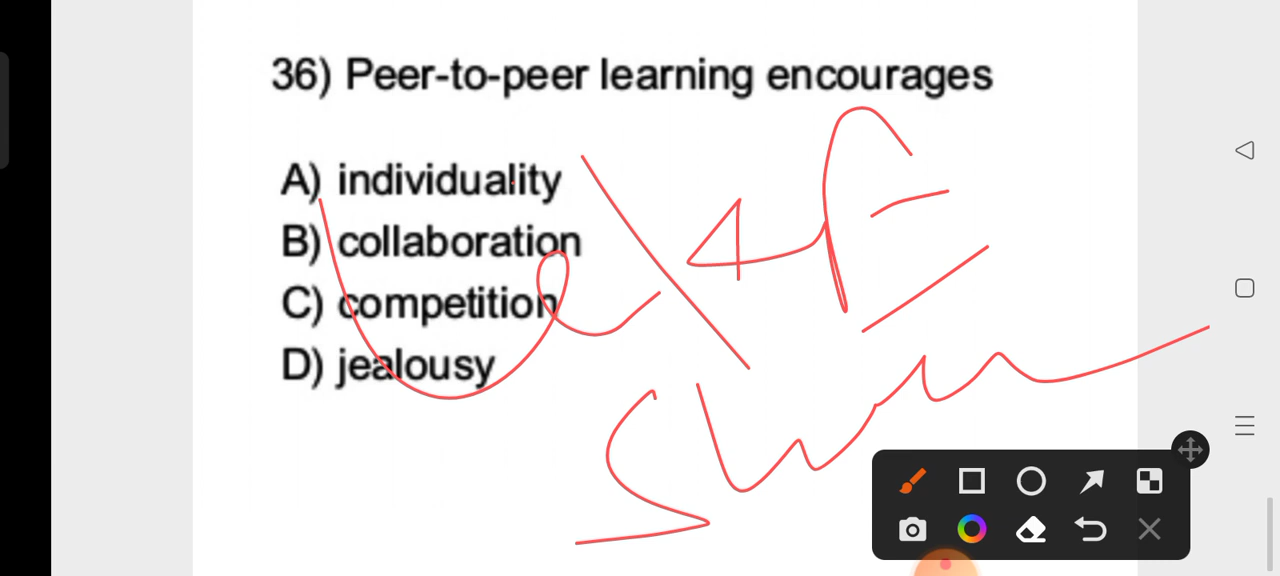 36) Peer-to-peer learning encourages
A) individuality
B) collaboration
C) competition
D) jealousy